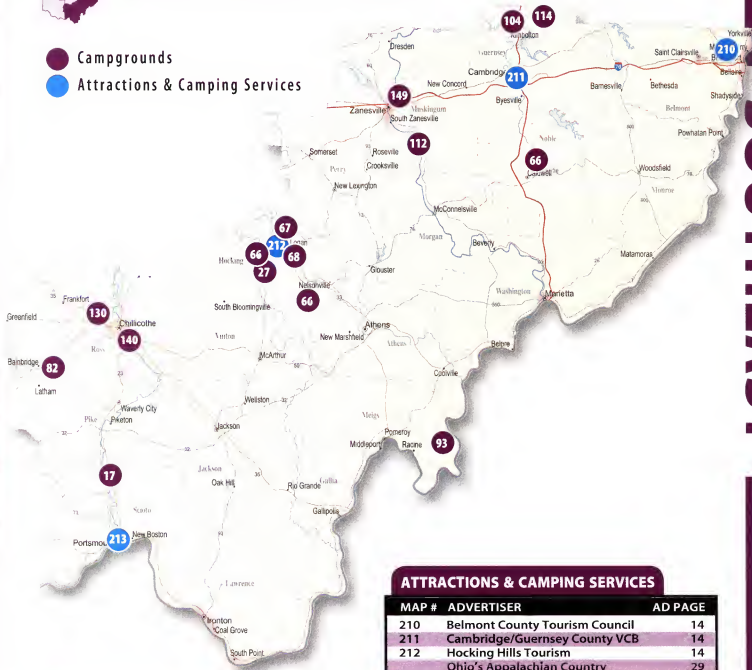 Campgrounds
Attractions & Camping Services
104
114
Dresden
Guernsey
Yorkville
210
Saint Clairsville
Cambridg
211
70
New Concord
Barnesville
Bethesda
Byesville
Shadyside
149
Zanesville
Muskingum
South Zanesville
Belmont
Powhatan Point
112
Noble
66
Somerset
Roseville
Crooksville
Perry
Woodsfield
New Lexington
Monroe
McConnelsville
67
212
Morgan
66
68
Beverly
Matamoras
Hocking
27
Glouster
Nelsonville
66
Washington
Marietta
Frankfort
South Bloomingville
130
Greenfield
Chillicothe
Athens
Vinton
New Marshfield
Athens
Belpre
140
Ross
McArthur
Bainbridge
82
Coolville
Latham
Wellston
Waverly City
Pike
Piketon
Meigs
Jackson
Pomeroy
Middleport
Racine
93
17
Jackson
Oak Hill
Gallia
Rio Grande
Gallipolis
Scioto
213
New Boston
Lawrence
Ironton
Coal Grove
South Point
ATTRACTIONS & CAMPING SERVICES
MAP # ADVERTISER AD PAGE
210 Belmont County Tourism Council 14
211 Cambridge/Guernsey County VCB 14
212 Hocking Hills Tourism 14
Ohio's Appalachian Country 29